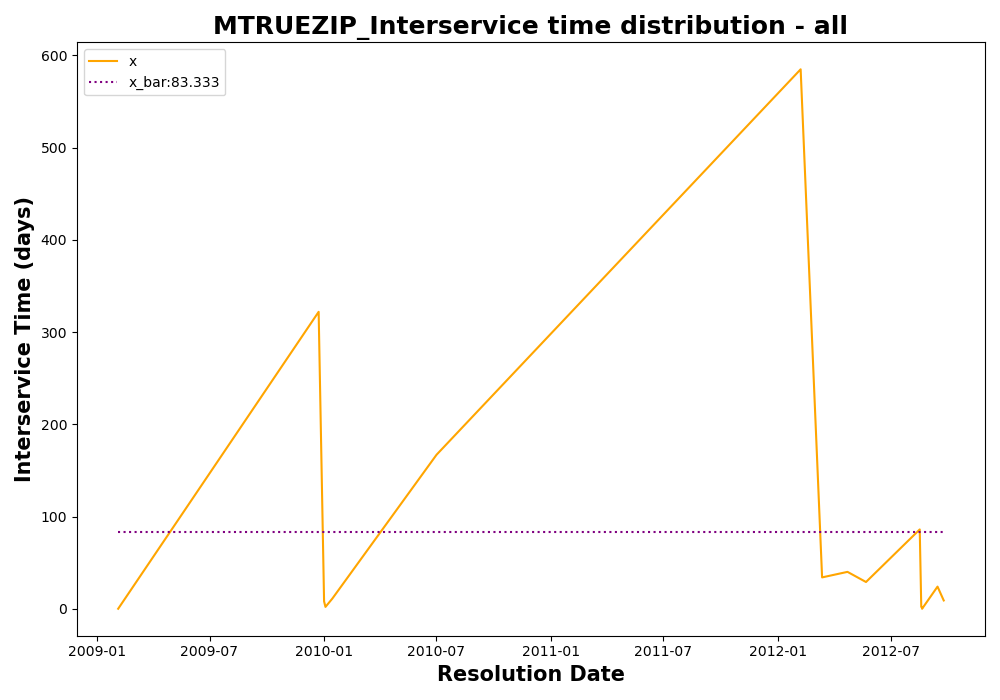 MTRUEZIP_Interservice time distribution - all
x
x_bar:83.333
600
500
400
300
200
100
0
Interservice Time (days)
2009-01 2009-07 2010-01 2010-07 2011-01 2011-07 2012-01 2012-07
Resolution Date